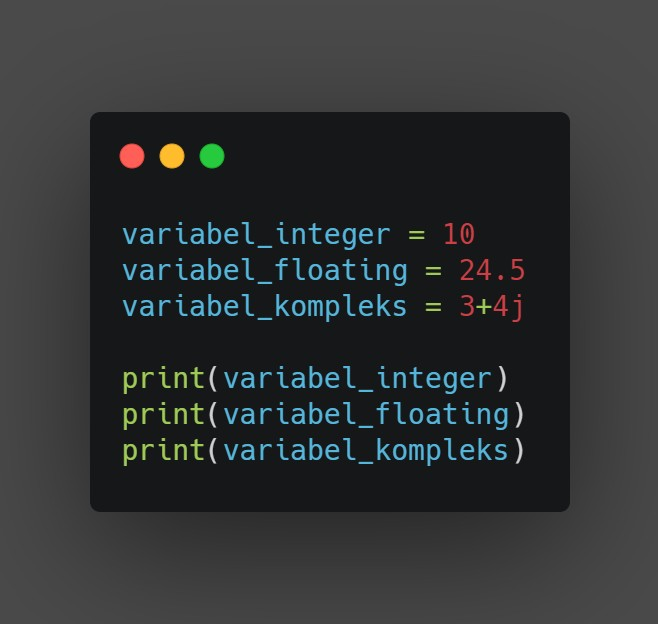 variabel_integer = 10
variabel_floating = 24.5
variabel_kompleks = 3+4j
print(variabel_integer)
print(variabel_floating)
print(variabel_kompleks)